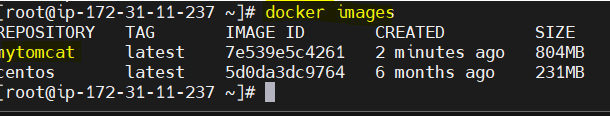 [root@ip-172-31-11-237 ~]# docker images
REPOSITORY TAG IMAGE ID CREATED SIZE
mytomcat latest 7e539e5c4261 2 minutes ago 804MB
centos latest 5d0da3dc9764 6 months ago 231MB
[root@ip-172-31-11-237 ~]#